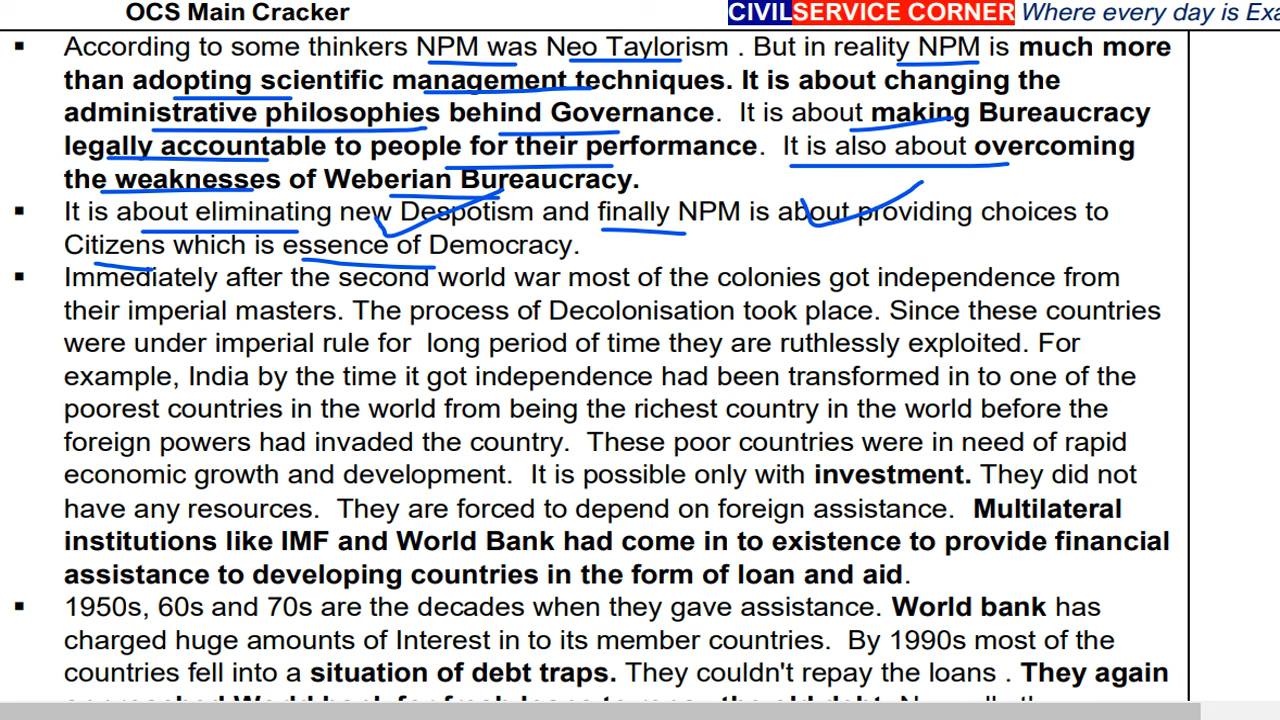 OCS Main Cracker CIVILSERVICE CORNER Where every day is Exa
▪ According to some thinkers NPM was Neo Taylorism . But in reality NPM is much more
than adopting scientific management techniques. It is about changing the
administrative philosophies behind Governance. It is about making Bureaucracy
legally accountable to people for their performance. It is also about overcoming
the weaknesses of Weberian Bureaucracy.
▪ It is about eliminating new Despotism and finally NPM is about providing choices to
Citizens which is essence of Democracy.
▪ Immediately after the second world war most of the colonies got independence from
their imperial masters. The process of Decolonisation took place. Since these countries
were under imperial rule for long period of time they are ruthlessly exploited. For
example, India by the time it got independence had been transformed in to one of the
poorest countries in the world from being the richest country in the world before the
foreign powers had invaded the country. These poor countries were in need of rapid
economic growth and development. It is possible only with investment. They did not
have any resources. They are forced to depend on foreign assistance. Multilateral
institutions like IMF and World Bank had come in to existence to provide financial
assistance to developing countries in the form of loan and aid.
▪ 1950s, 60s and 70s are the decades when they gave assistance. World bank has
charged huge amounts of Interest in to its member countries. By 1990s most of the
countries fell into a situation of debt traps. They couldn't repay the loans . They again